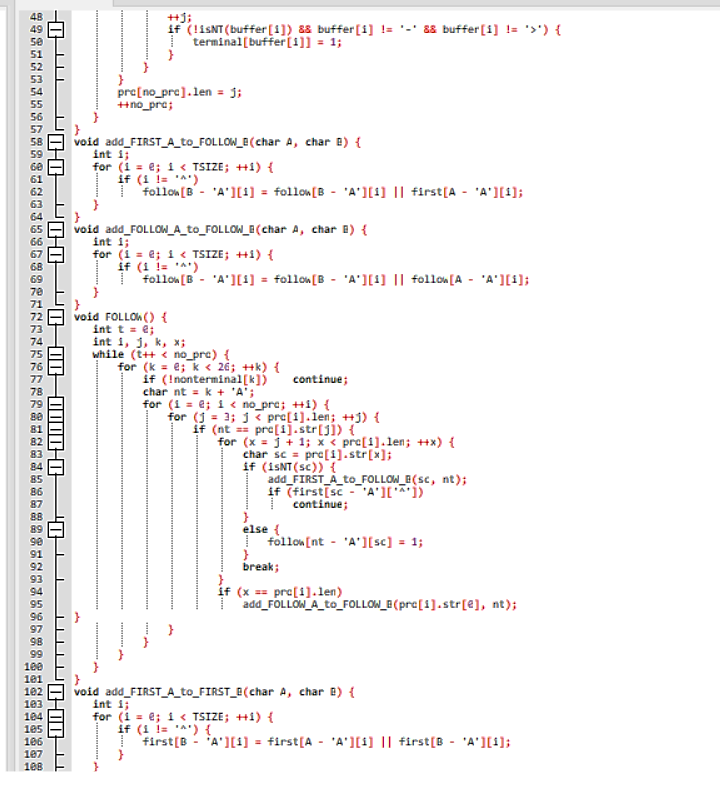 48 ++j;
49 if (!isNT(buffer[i]) && buffer[i] != '-' && buffer[i] != '>') {
50 terminal[buffer[i]] = 1;
51 }
52 }
53 }
54 prc[no_prc].len = j;
55 ++no_prc;
56 }
57 }
58 void add_FIRST_A_to_FOLLOW_B(char A, char B) {
59 int i;
60 for (i = 0; i < TSIZE; ++i) {
61 if (i != '^')
62 follow[B - 'A'][i] = follow[B - 'A'][i] || first[A - 'A'][i];
63 }
64 }
65 void add_FOLLOW_A_to_FOLLOW_B(char A, char B) {
66 int i;
67 for (i = 0; i < TSIZE; ++i) {
68 if (i != '^')
69 follow[B - 'A'][i] = follow[B - 'A'][i] || follow[A - 'A'][i];
70 }
71 }
72 void FOLLOW() {
73 int t = 0;
74 int i, j, k, x;
75 while (t++ < no_prc) {
76 for (k = 0; k < 26; ++k) {
77 if (!nonterminal[k]) continue;
78 char nt = k + 'A';
79 for (i = 0; i < no_prc; ++i) {
80 for (j = 3; j < prc[i].len; ++j) {
81 if (nt == prc[i].str[j]) {
82 for (x = j + 1; x < prc[i].len; ++x) {
83 char sc = prc[i].str[x];
84 if (isNT(sc)) {
85 add_FIRST_A_to_FOLLOW_B(sc, nt);
86 if (first[sc - 'A']['^'])
87 continue;
88 }
89 else {
90 follow[nt - 'A'][sc] = 1;
91 }
92 break;
93 }
94 if (x == prc[i].len)
95 add_FOLLOW_A_to_FOLLOW_B(prc[i].str[0], nt);
96 }
97 }
98 }
99 }
100 }
101 }
102 void add_FIRST_A_to_FIRST_B(char A, char B) {
103 int i;
104 for (i = 0; i < TSIZE; ++i) {
105 if (i != '^') {
106 first[B - 'A'][i] = first[A - 'A'][i] || first[B - 'A'][i];
107 }
108 }